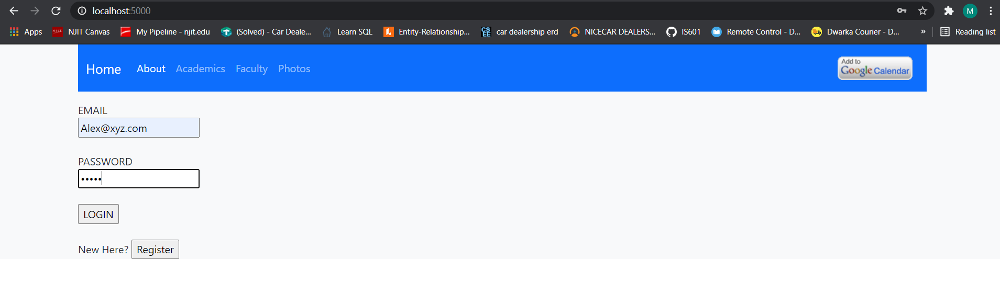 localhost:5000
M
Apps NJIT Canvas My Pipeline - njit.edu (Solved) - Car Deale... Learn SQL Entity-Relationship... car dealership erd NICECAR DEALERS... IS601 Remote Control - D... Dwarka Courier - D... » Reading list
Home About Academics Faculty Photos
Add to
Google Calendar
EMAIL
Alex@xyz.com
PASSWORD
•••••
LOGIN
New Here? Register